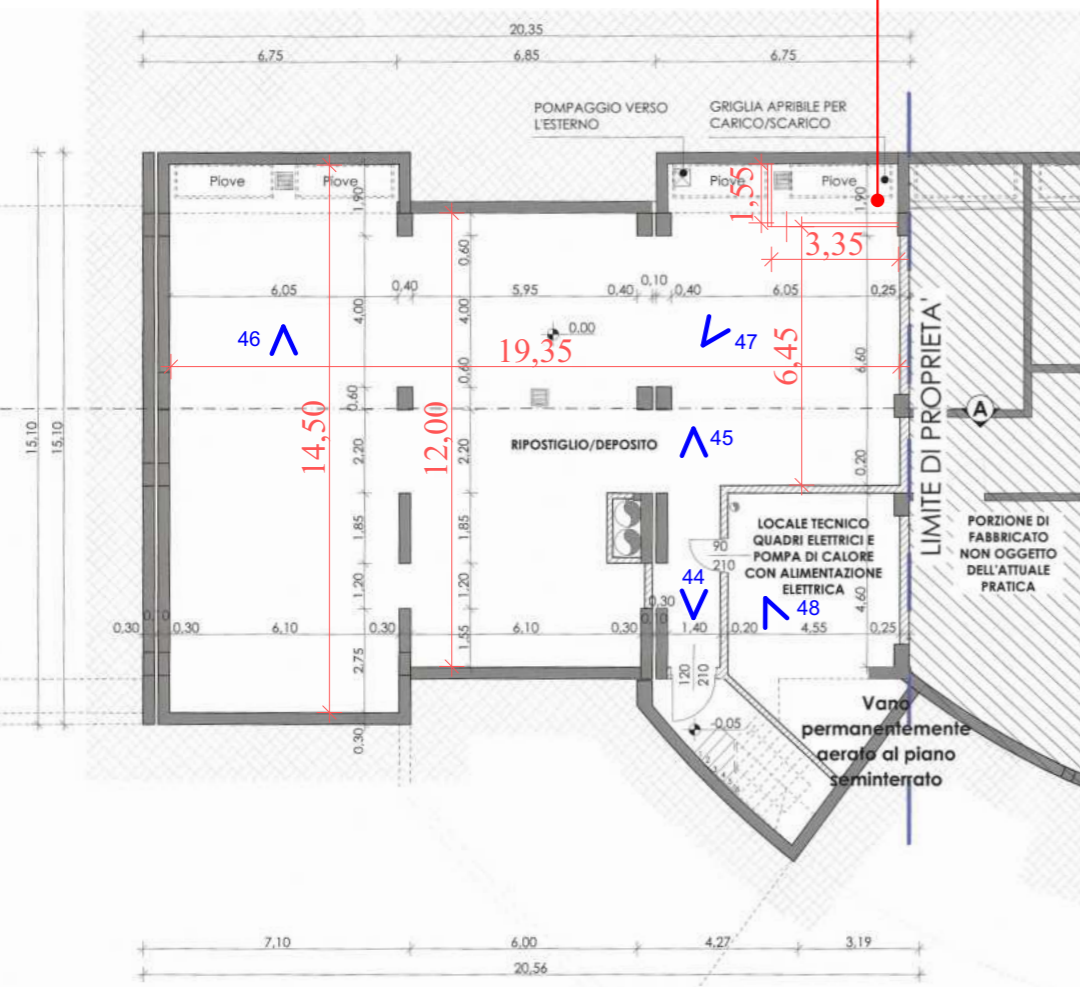 20,35
6,75
6,85
6,75
POMPAGGIO VERSO
L'ESTERNO
GRIGLIA APRIBILE PER
CARICO/SCARICO
Piove
Piove
Piove
Piove
1,90
1,55
1,90
3,35
0,60
6,05
0,40
5,95
0,40
0,10
0,40
6,05
0,25
4,00
4,00
46
0.00
47
19,35
6,45
6,60
LIMITE DI PROPRIETA'
0,60
0,60
A
15,10
15,10
14,50
12,00
2,20
2,20
RIPOSTIGLIO/DEPOSITO
45
0,20
1,85
1,85
LOCALE TECNICO
QUADRI ELETTRICI E
POMPA DI CALORE
CON ALIMENTAZIONE
ELETTRICA
PORZIONE DI
FABBRICATO
NON OGGETTO
DELL'ATTUALE
PRATICA
90
210
1,20
1,20
44
0,30
0,10
48
4,60
0,30
0,10
0,30
6,10
0,30
6,10
0,30
1,40
0,20
4,55
0,25
1,55
2,75
120
210
0,30
-0,05
Vano
permanentemente
aerato al piano
seminterrato
7,10
6,00
4,27
3,19
20,56